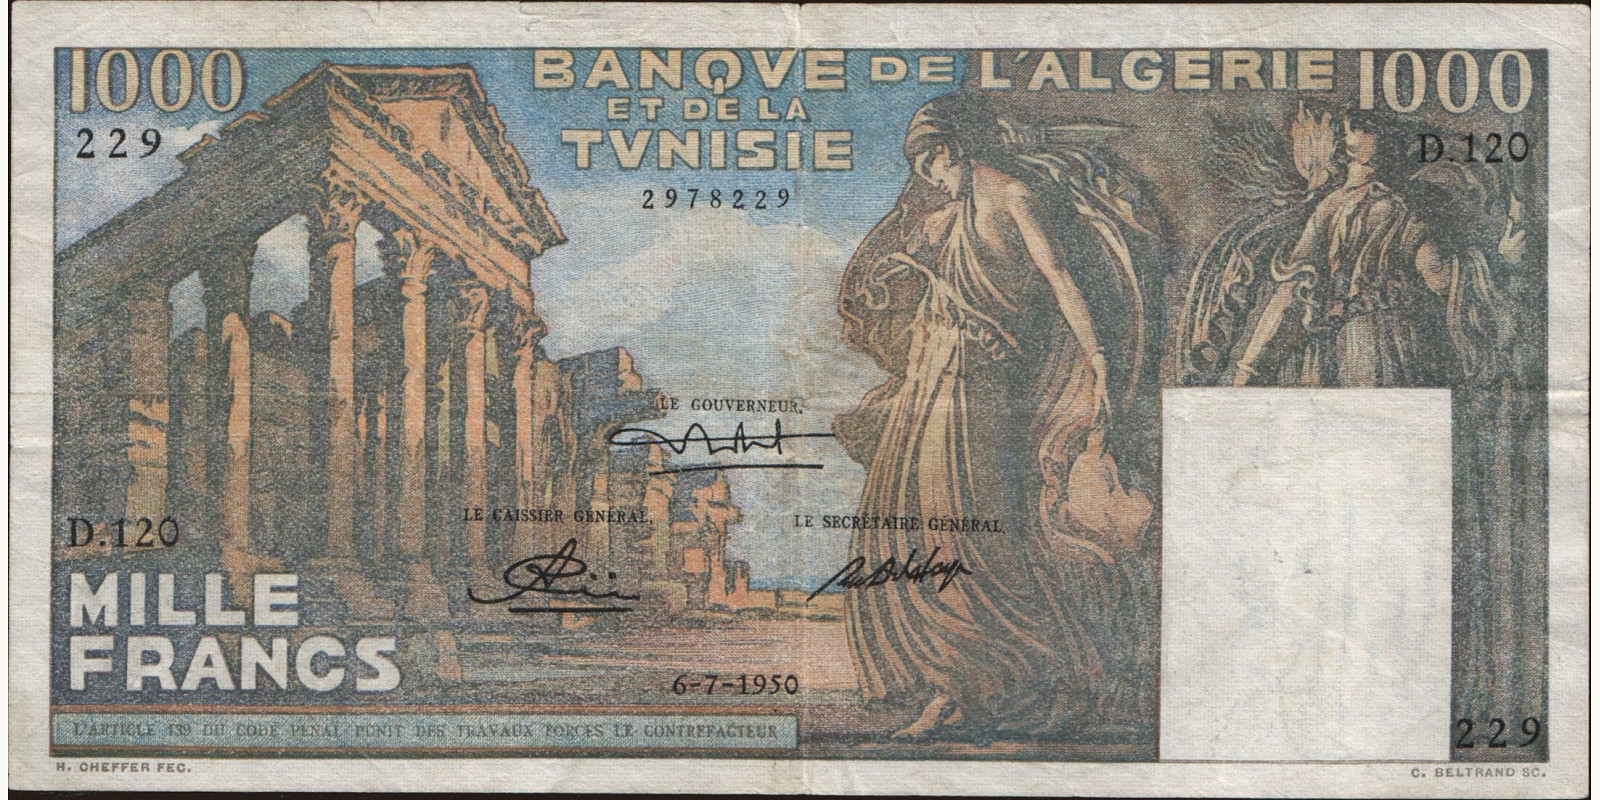 1000
BANQVE DE L'ALGERIE
1000
ET DE LA
TVNISIE
229
D.120
2978229
LE GOUVERNEUR,
LE CAISSIER GÉNÉRAL,
LE SECRÉTAIRE GÉNÉRAL,
D.120
MILLE
FRANCS
6-7-1950
229
L'ARTICLE 139 DU CODE PENAL PUNIT DES TRAVAUX FORCES LE CONTREFACTEUR
H. CHEFFER FEC.
C. BELTRAND SC.